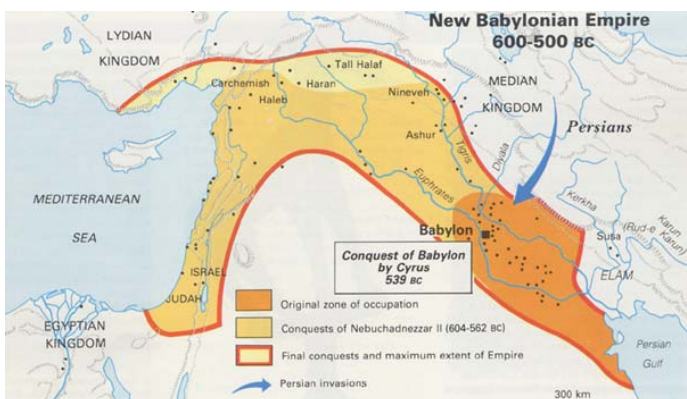 New Babylonian Empire
600-500 BC
LYDIAN
KINGDOM
Carchemish
Haleb
Haran
Tall Halaf
Nineveh
MEDIAN
KINGDOM
Ashur
Tigris
Diyala
Persians
MEDITERRANEAN
SEA
Euphrates
Babylon
Kerkha
Susa
Karun
(Rud-e
Karun)
ELAM
Conquest of Babylon
by Cyrus
539 BC
ISRAEL
JUDAH
EGYPTIAN
KINGDOM
Persian
Gulf
Original zone of occupation
Conquests of Nebuchadnezzar II (604-562 BC)
Final conquests and maximum extent of Empire
Persian invasions
300 km